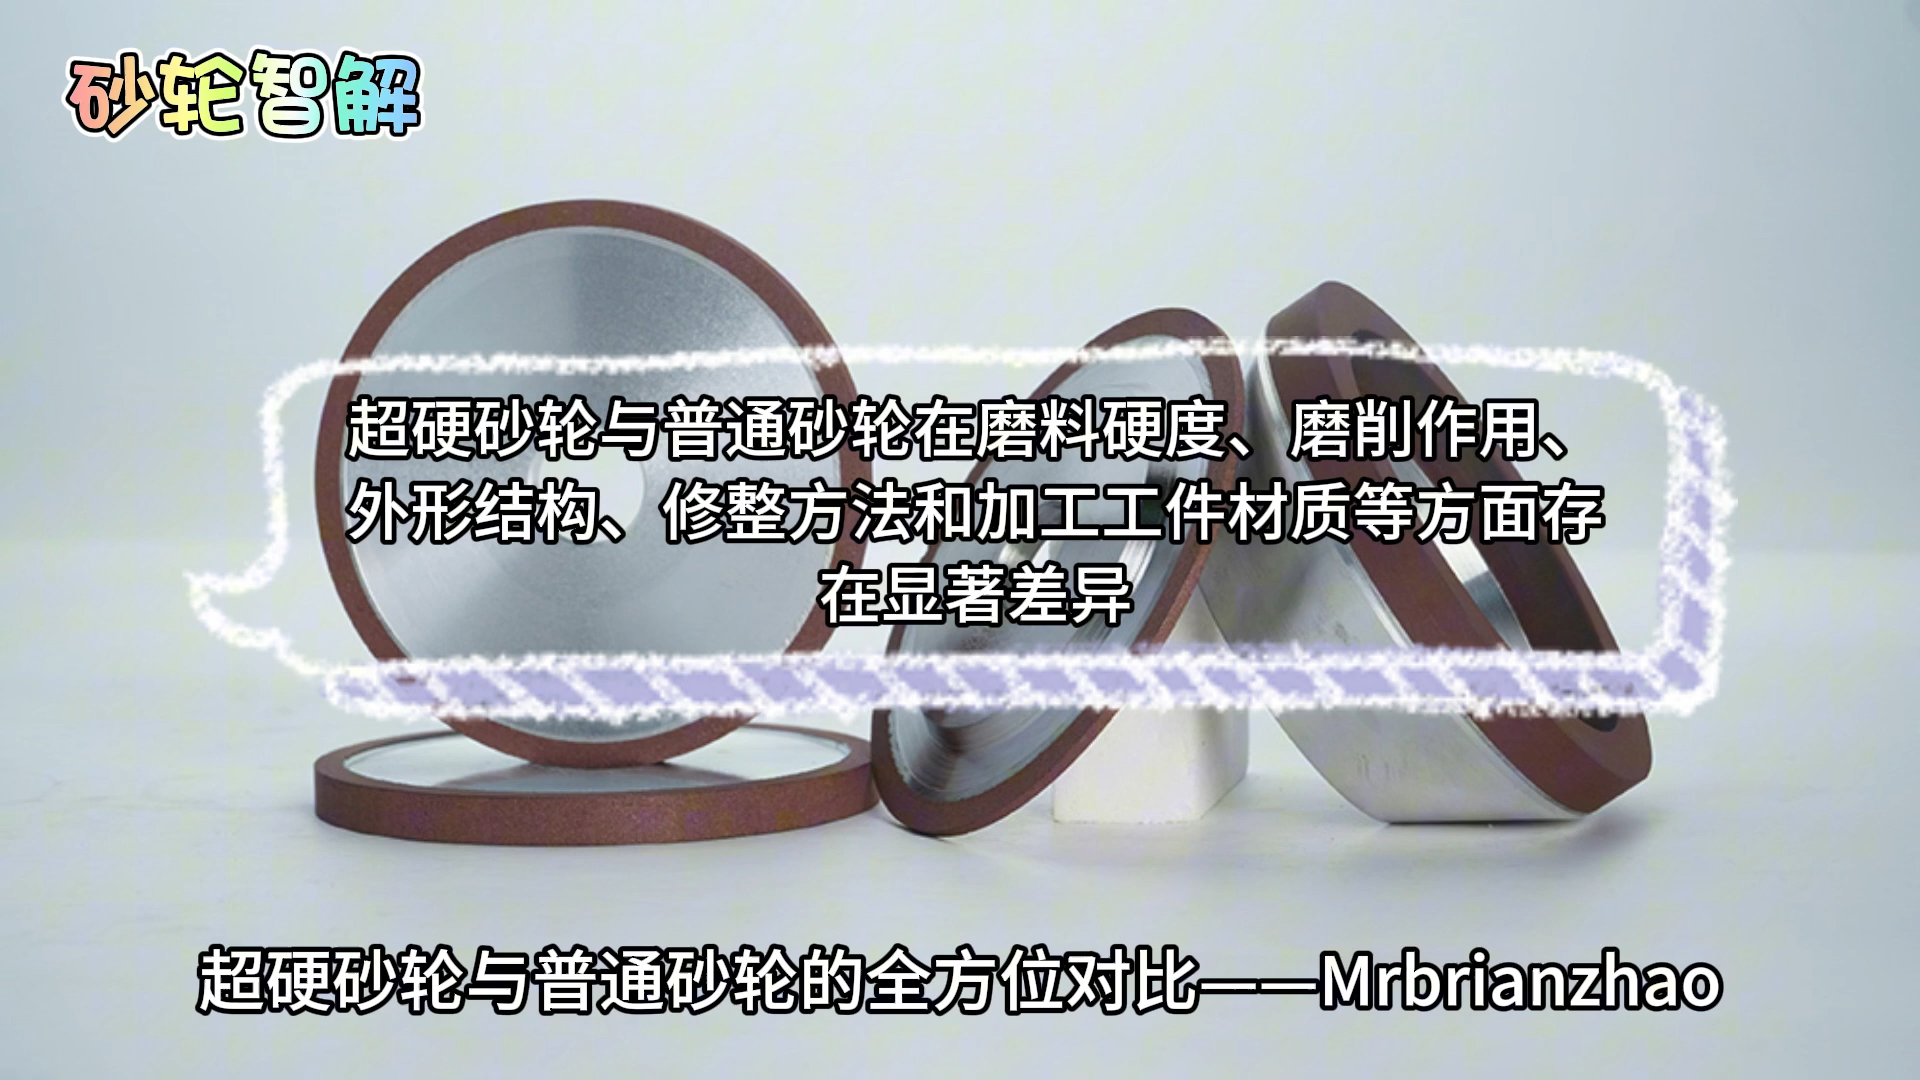 砂轮智解
超硬砂轮与普通砂轮在磨料硬度、磨削作用、
外形结构、修整方法和加工工件材质等方面存
在显著差异
超硬砂轮与普通砂轮的全方位对比——Mrbrianzhao